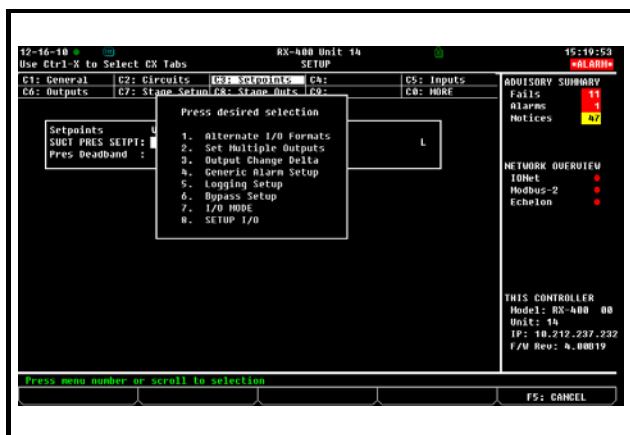 12-16-10 RX-400 Unit 14 15:19:53
Use Ctrl-X to Select CX Tabs SETUP *ALARM*
C1: General C2: Circuits C3: Setpoints C4: C5: Inputs
C6: Outputs C7: Stage Setup C8: Stage Outs C9: C0: MORE
ADVISORY SUMMARY
Fails 11
Alarms 1
Notices 47
Press desired selection
1. Alternate I/O Formats
2. Set Multiple Outputs
3. Output Change Delta
4. Generic Alarm Setup
5. Logging Setup
6. Bypass Setup
7. I/O MODE
8. SETUP I/O
Setpoints
SUCT PRES SETPT: L
Pres Deadband :
NETWORK OVERVIEW
IONet
Modbus-2
Echelon
THIS CONTROLLER
Model: RX-400 00
Unit: 14
IP: 10.212.237.232
F/W Rev: 4.00B19
Press menu number or scroll to selection
F5: CANCEL